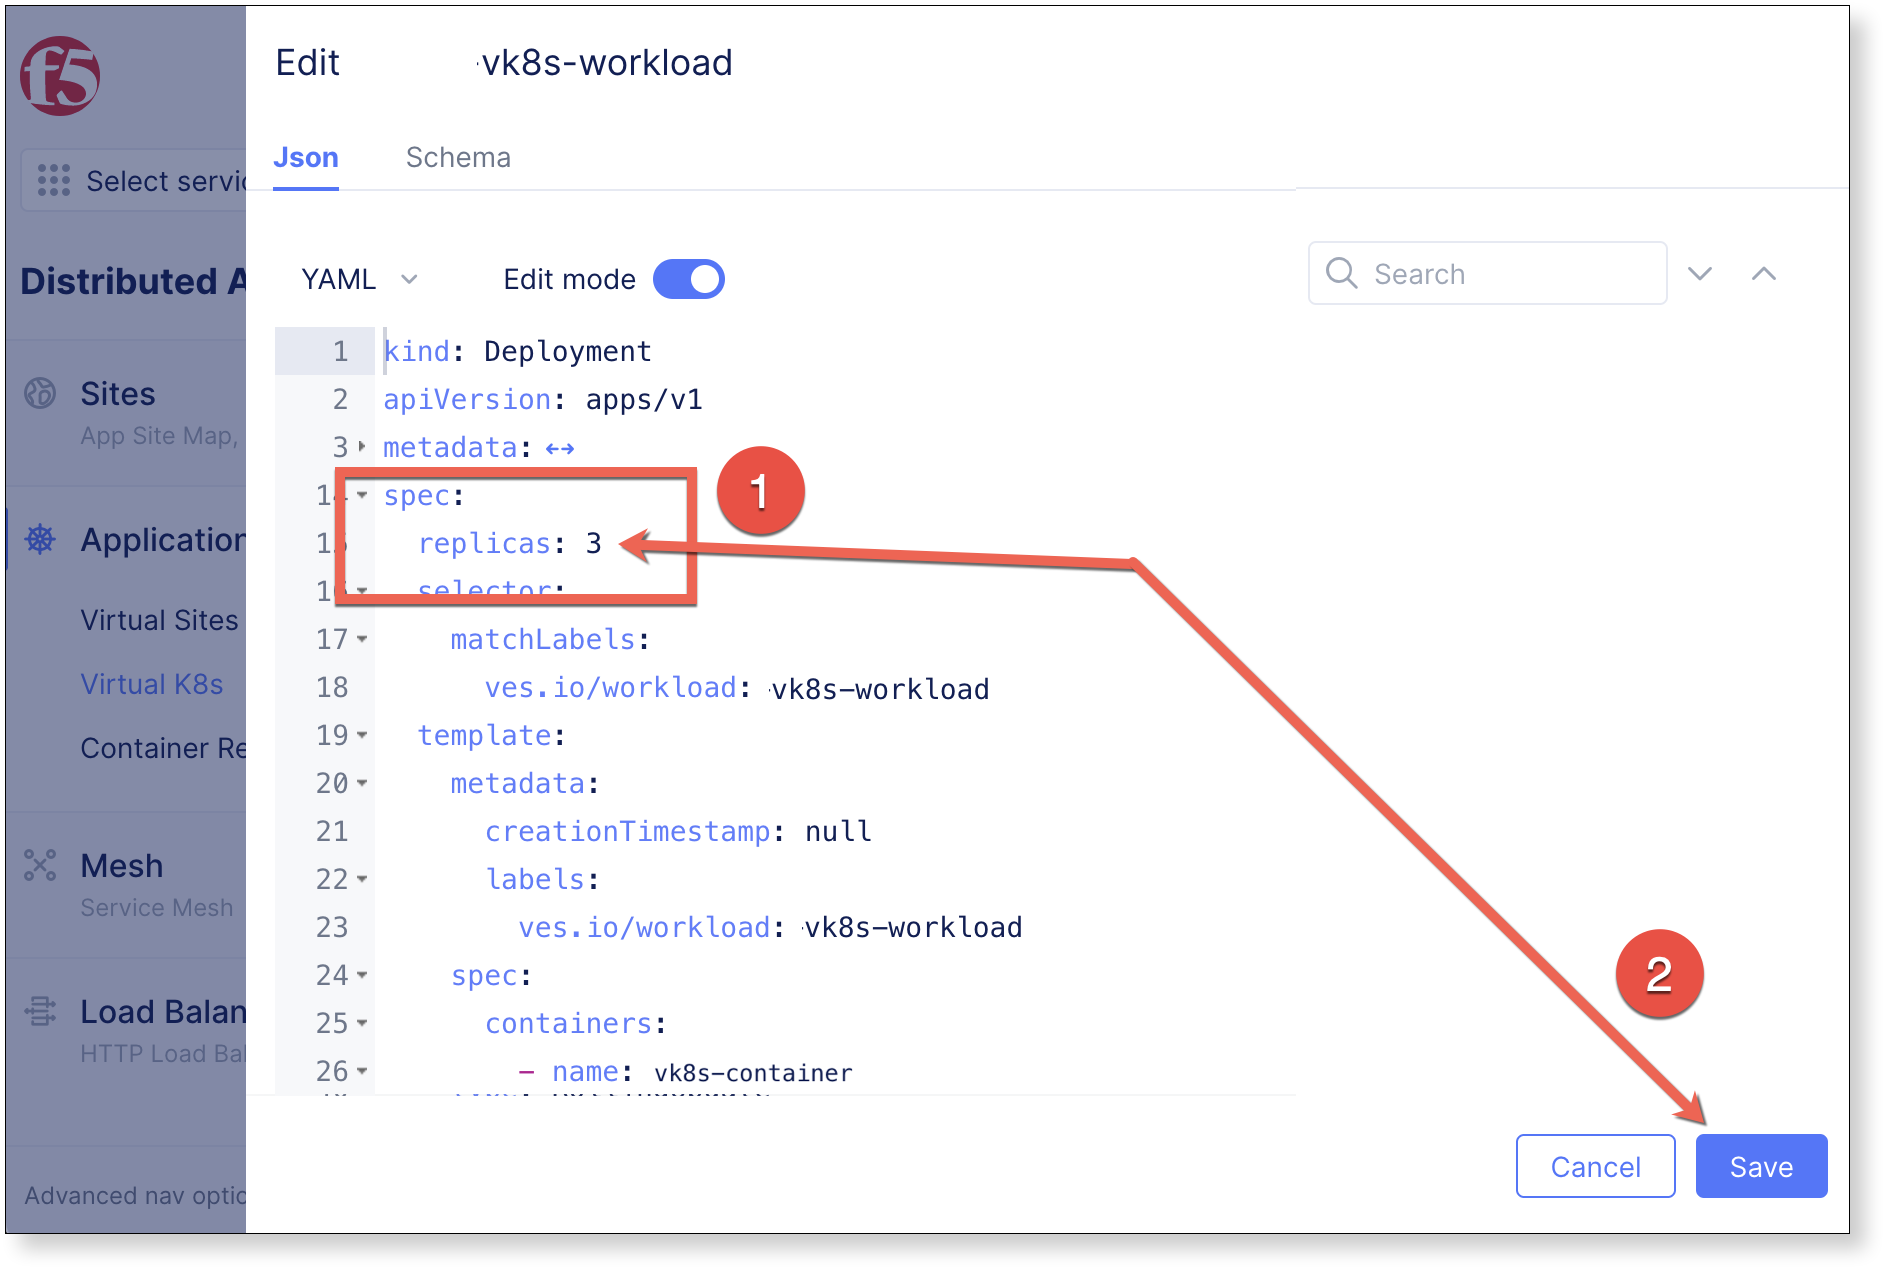 f5
Edit -vk8s-workload
Json Schema
Select servic
Distributed A
YAML Edit mode Search
Sites
App Site Map,
Application
Virtual Sites
Virtual K8s
Container Re
Mesh
Service Mesh
Load Balan
HTTP Load Bal
Advanced nav optio
1 kind: Deployment
2 apiVersion: apps/v1
3 metadata: ↔
14 spec:
15 replicas: 3
16 selector:
17 matchLabels:
18 ves.io/workload: -vk8s-workload
19 template:
20 metadata:
21 creationTimestamp: null
22 labels:
23 ves.io/workload: -vk8s-workload
24 spec:
25 containers:
26 - name: vk8s-container
1
2
Cancel Save